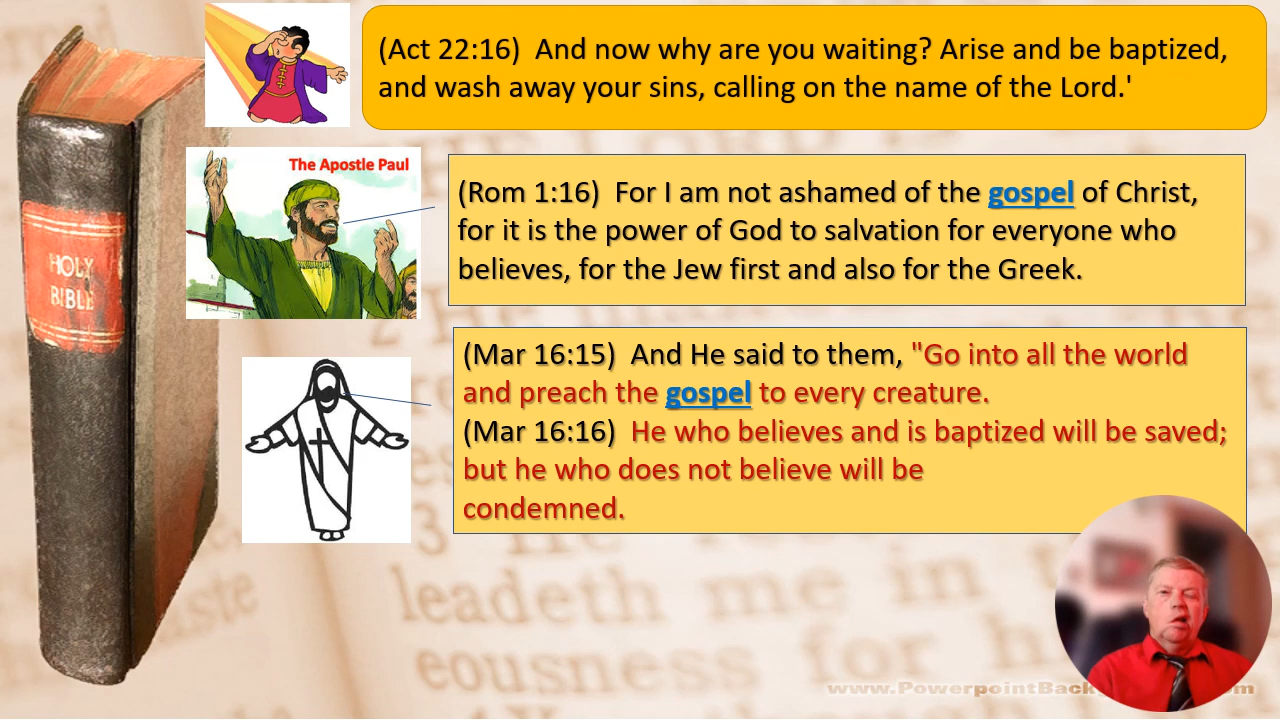 (Act 22:16)  And now why are you waiting? Arise and be baptized,
and wash away your sins, calling on the name of the Lord.'
The Apostle Paul
(Rom 1:16)  For I am not ashamed of the gospel of Christ,
for it is the power of God to salvation for everyone who
believes, for the Jew first and also for the Greek.
HOLY
BIBLE
(Mar 16:15)  And He said to them, "Go into all the world
and preach the gospel to every creature.
(Mar 16:16)  He who believes and is baptized will be saved;
but he who does not believe will be
condemned.
leadeth me in
eousness for
www.PowerpointBack